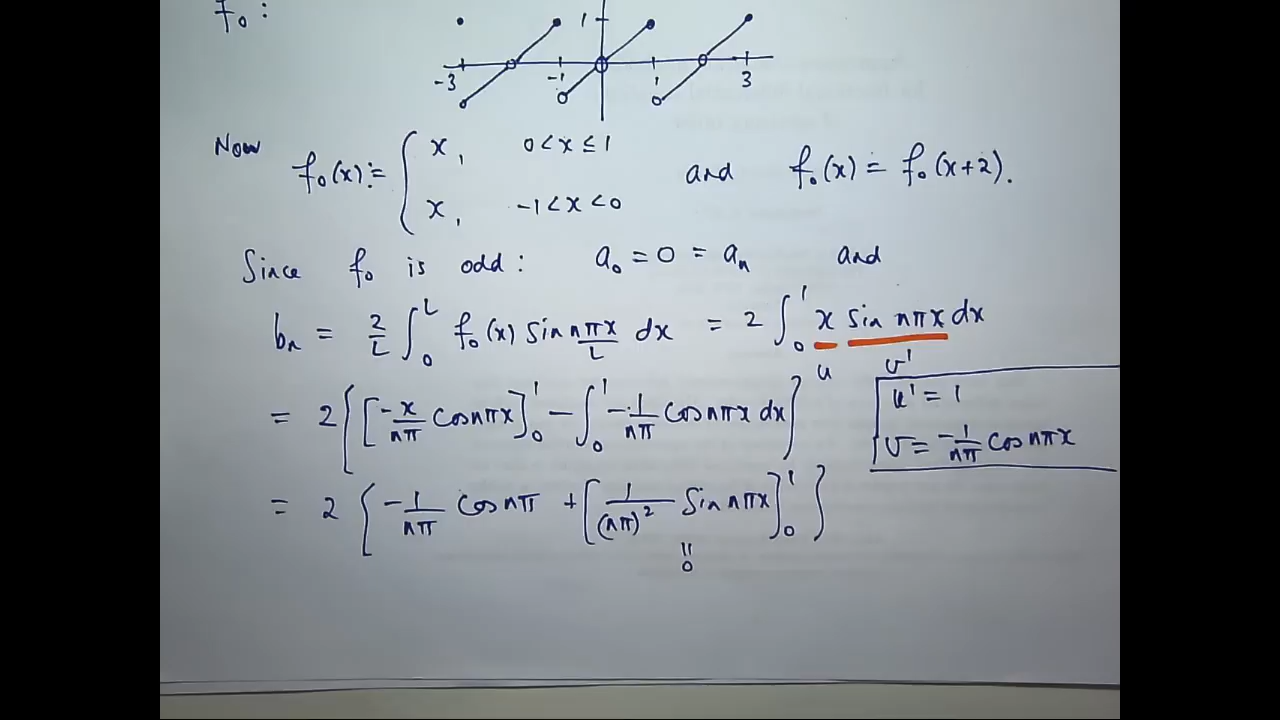 f₀ :
1
-3 -1 1 3
Now f₀(x) := { x, 0 < x ≤ 1 and f₀(x) = f₀(x+2).
x, -1 < x < 0
Since f₀ is odd : a₀ = 0 = aₙ and
bₙ = 2/L ∫₀ᴸ f₀(x) sin nπx/L dx = 2 ∫₀¹ x sin nπx dx
u v'
= 2 { [ -x/nπ cos nπx ]₀¹ - ∫₀¹ -1/nπ cos nπx dx }
u' = 1
v = -1/nπ cos nπx
= 2 { -1/nπ cos nπ + [ 1/(nπ)² sin nπx ]₀¹ }
=
0